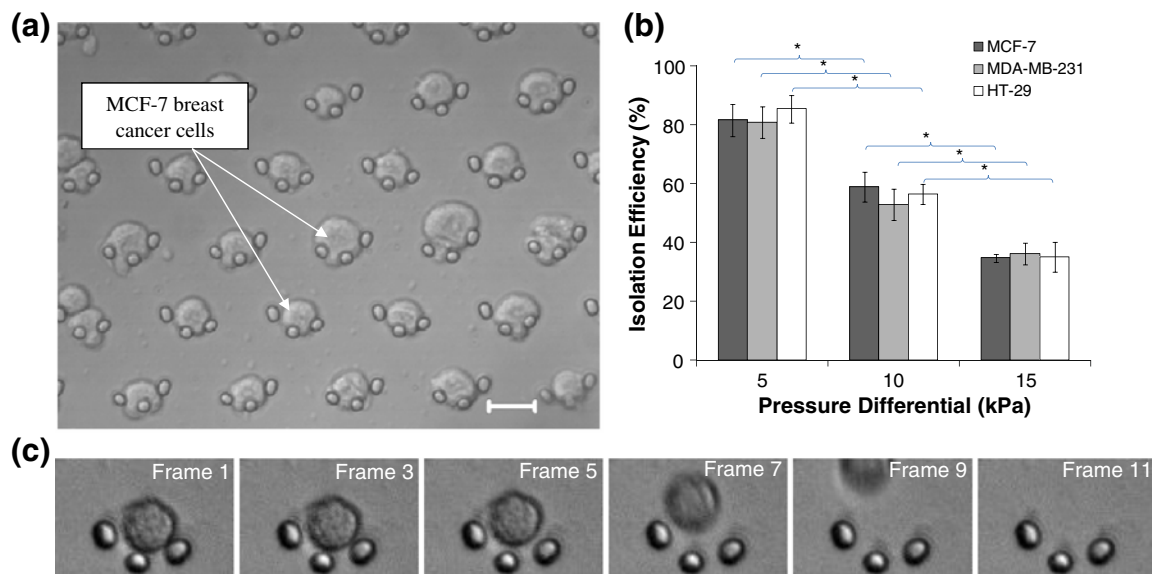 (a)
MCF-7 breast
cancer cells
(b)
*
*
*
*
*
*
MCF-7
MDA-MB-231
HT-29
Isolation Efficiency (%)
100
80
60
40
20
0
5
10
15
Pressure Differential (kPa)
(c)
Frame 1
Frame 3
Frame 5
Frame 7
Frame 9
Frame 11